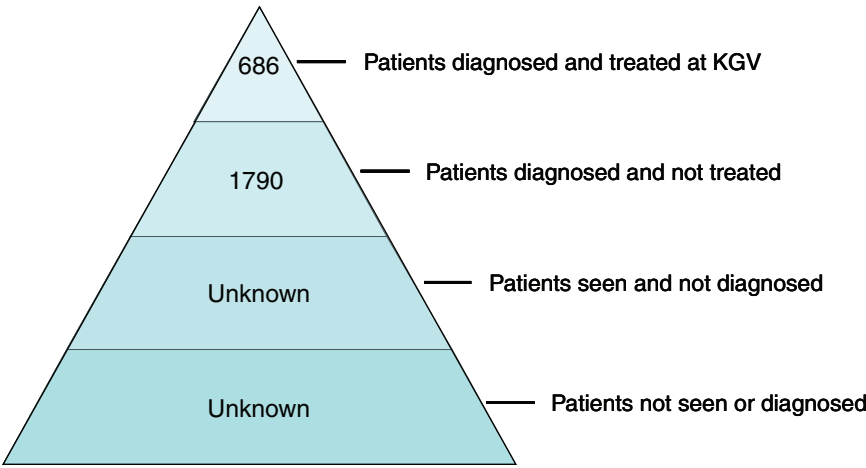 686
Patients diagnosed and treated at KGV
1790
Patients diagnosed and not treated
Unknown
Patients seen and not diagnosed
Unknown
Patients not seen or diagnosed